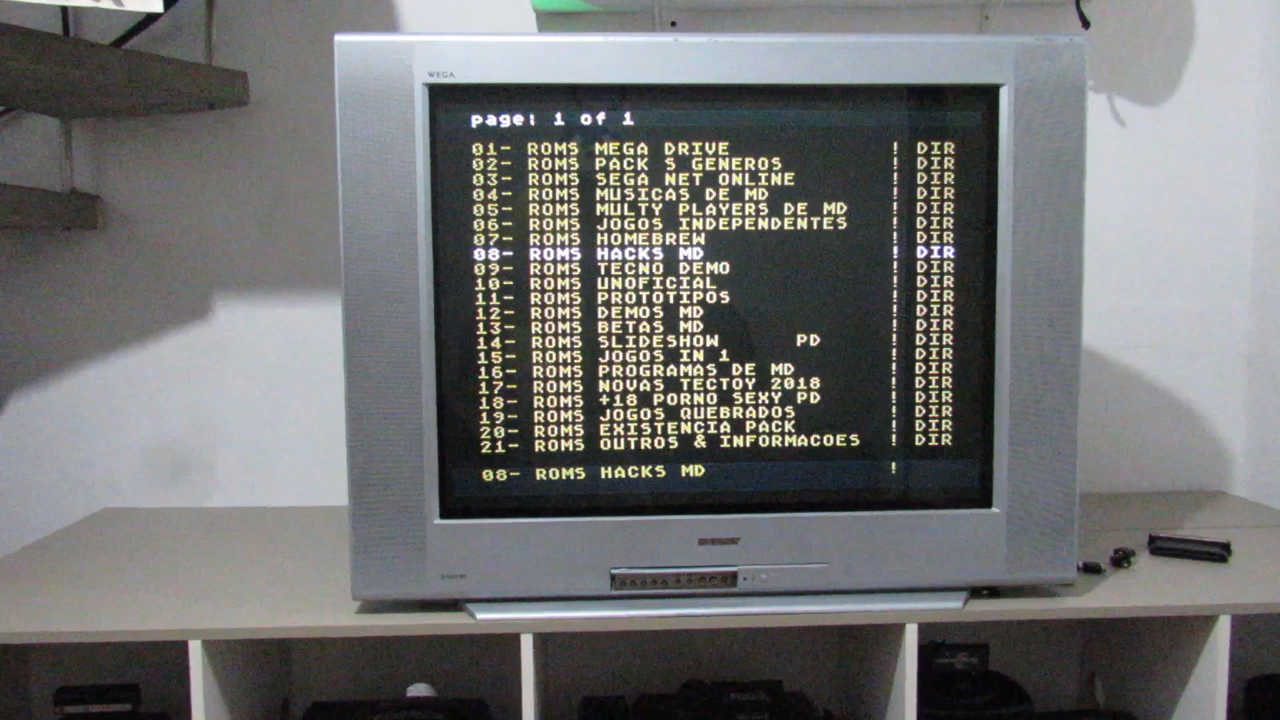 WEGA
page: 1 of 1
01- ROMS MEGA DRIVE ! DIR
02- ROMS PACK S GENEROS ! DIR
03- ROMS SEGA NET ONLINE ! DIR
04- ROMS MUSICAS DE MD ! DIR
05- ROMS MULTY PLAYERS DE MD ! DIR
06- ROMS JOGOS INDEPENDENTES ! DIR
07- ROMS HOMEBREW ! DIR
08- ROMS HACKS MD ! DIR
09- ROMS TECNO DEMO ! DIR
10- ROMS UNOFICIAL ! DIR
11- ROMS PROTOTIPOS ! DIR
12- ROMS DEMOS MD ! DIR
13- ROMS BETAS MD ! DIR
14- ROMS SLIDESHOW PD ! DIR
15- ROMS JOGOS IN 1 ! DIR
16- ROMS PROGRAMAS DE MD ! DIR
17- ROMS NOVAS TECTOY 2018 ! DIR
18- ROMS +18 PORNO SEXY PD ! DIR
19- ROMS JOGOS QUEBRADOS ! DIR
20- ROMS EXISTENCIA PACK ! DIR
21- ROMS OUTROS & INFORMACOES ! DIR
08- ROMS HACKS MD !
SONY